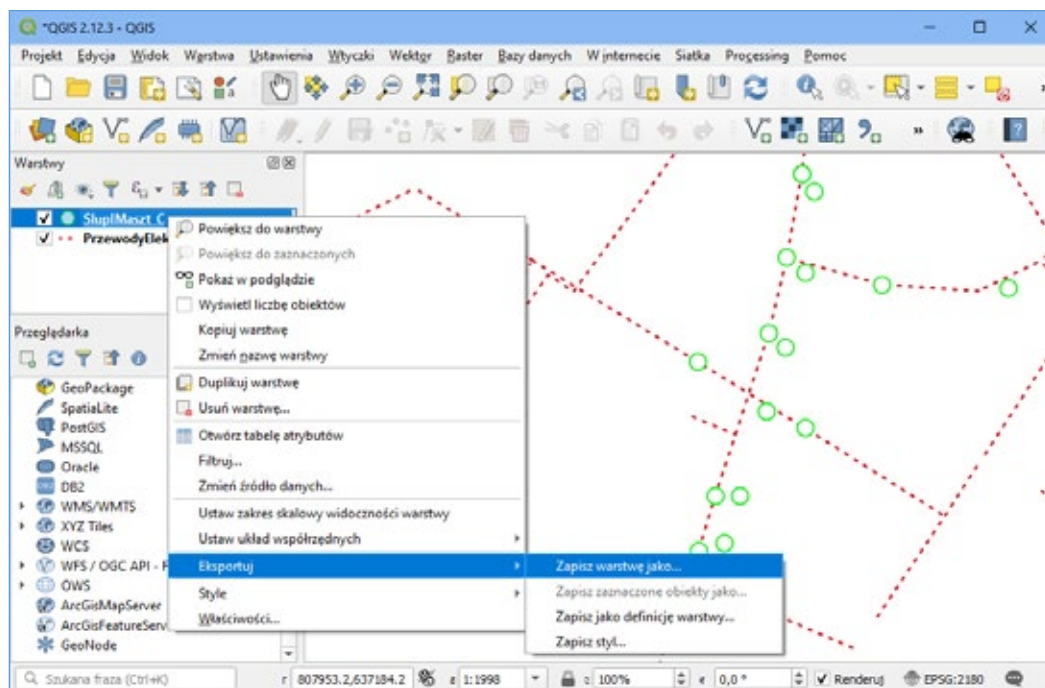 *QGIS 2.12.3 - QGIS
Projekt Edycja Widok Warstwa Ustawienia Wtyczki Wektor Raster Bazy danych W internecie Siatka Processing Pomoc
Warstwy
SlupIMaszt_C
PrzewodyElek
Powiększ do warstwy
Powiększ do zaznaczonych
Pokaż w podglądzie
Wyświetl liczbę obiektów
Kopiuj warstwę
Zmień nazwę warstwy
Duplikuj warstwę
Usuń warstwę...
Otwórz tabelę atrybutów
Filtruj...
Zmień źródło danych...
Ustaw zakres skalowy widoczności warstwy
Ustaw układ współrzędnych
Eksportuj
Style
Właściwości...
Zapisz warstwę jako...
Zapisz zaznaczone obiekty jako...
Zapisz jako definicję warstwy...
Zapisz styl...
Przeglądarka
GeoPackage
SpatiaLite
PostGIS
MSSQL
Oracle
DB2
WMS/WMTS
XYZ Tiles
WCS
WFS / OGC API - F
OWS
ArcGisMapServer
ArcGisFeatureServ
GeoNode
Szukana fraza (Ctrl+K) 807953.2,637184.2 1:1998 100% 0,0 ° Renderuj EPSG:2180